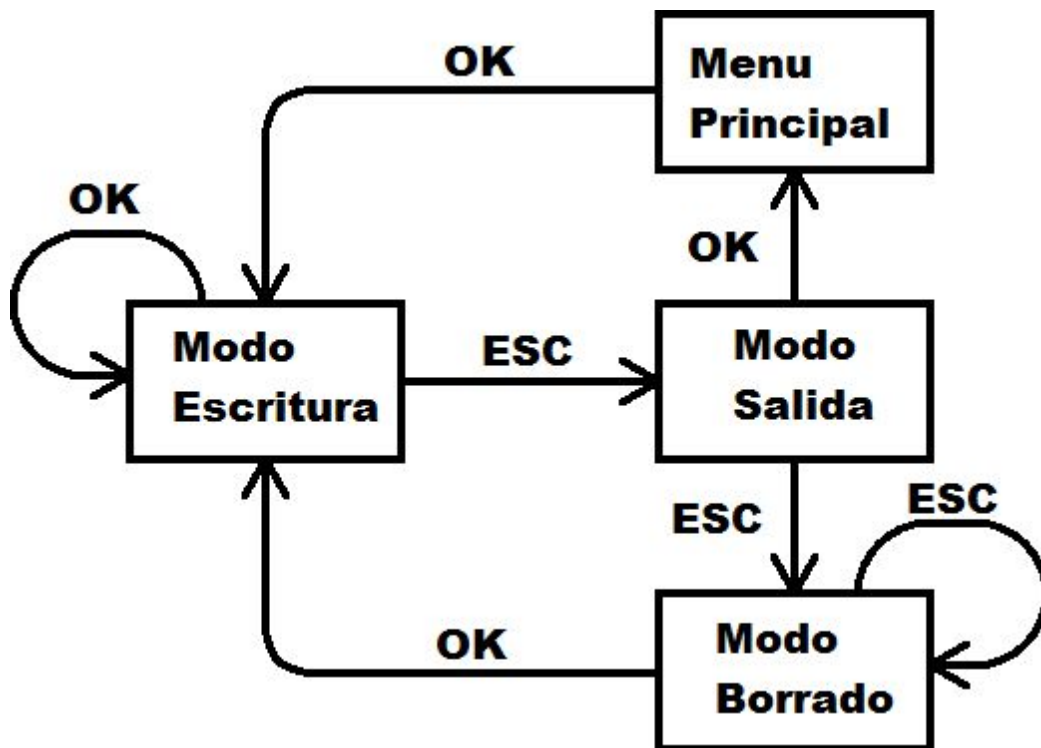 OK
Menu
Principal
OK
OK
Modo
Escritura
ESC
Modo
Salida
ESC
ESC
OK
Modo
Borrado